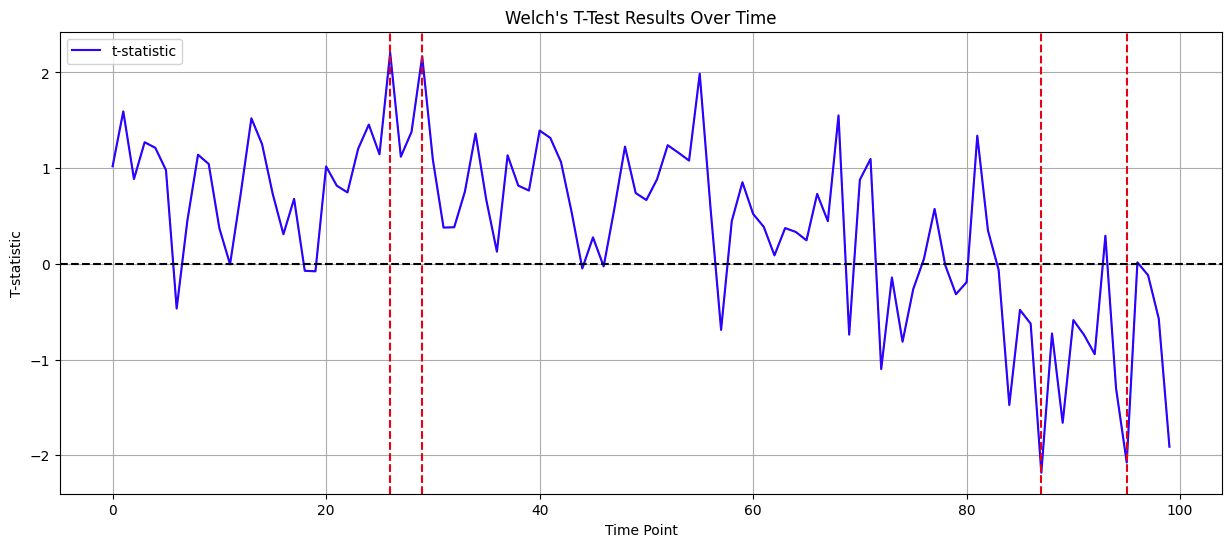 Welch's T-Test Results Over Time
t-statistic
T-statistic
2
1
0
−1
−2
0
20
40
60
80
100
Time Point